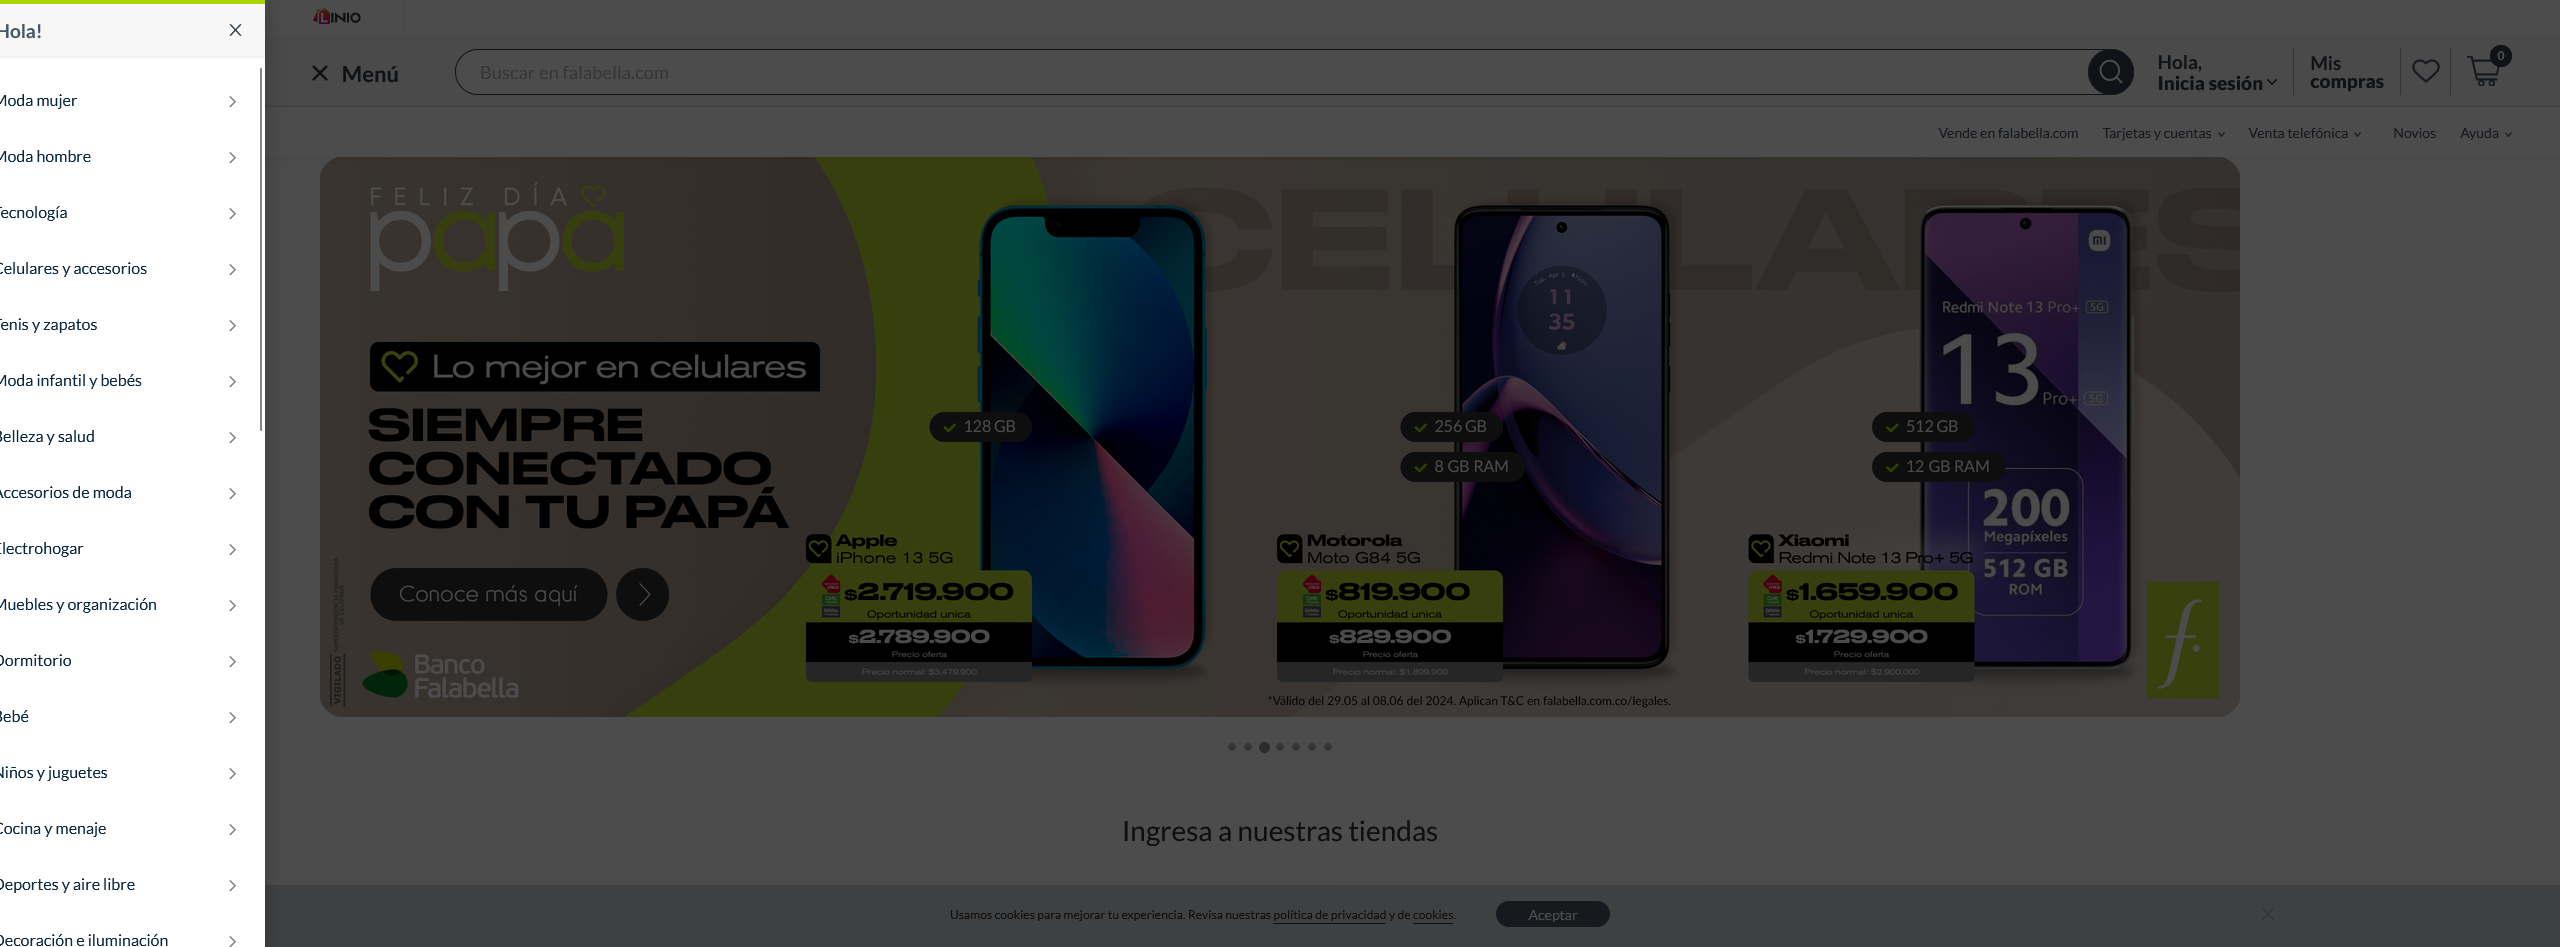 Hola!
Moda mujer
Moda hombre
Tecnología
Celulares y accesorios
Tenis y zapatos
Moda infantil y bebés
Belleza y salud
Accesorios de moda
Electrohogar
Muebles y organización
Dormitorio
Bebé
Niños y juguetes
Cocina y menaje
Deportes y aire libre
Decoración e iluminación
LINIO
Menú
Buscar en falabella.com
Hola,
Inicia sesión
Mis
compras
0
Vende en falabella.com
Tarjetas y cuentas
Venta telefónica
Novios
Ayuda
CELULARES
FELIZ DÍA
papá
Lo mejor en celulares
SIEMPRE
CONECTADO
CON TU PAPÁ
Conoce más aquí
VIGILADO
Banco
Falabella
128 GB
Apple
iPhone 13 5G
$2.719.900
Oportunidad unica
$2.789.900
Precio oferta
Precio normal: $3.479.900
11
35
256 GB
8 GB RAM
Motorola
Moto G84 5G
$819.900
Oportunidad unica
$829.900
Precio oferta
Precio normal: $1.699.900
Redmi Note 13 Pro+ 5G
13 Pro+ 5G
512 GB
12 GB RAM
200
Megapíxeles
512 GB
ROM
Xiaomi
Redmi Note 13 Pro+ 5G
$1.659.900
Oportunidad unica
$1.729.900
Precio oferta
Precio normal: $2.900.000
f.
*Válido del 29.05 al 08.06 del 2024. Aplican T&C en falabella.com.co/legales.
Ingresa a nuestras tiendas
Usamos cookies para mejorar tu experiencia. Revisa nuestras política de privacidad y de cookies.
Aceptar